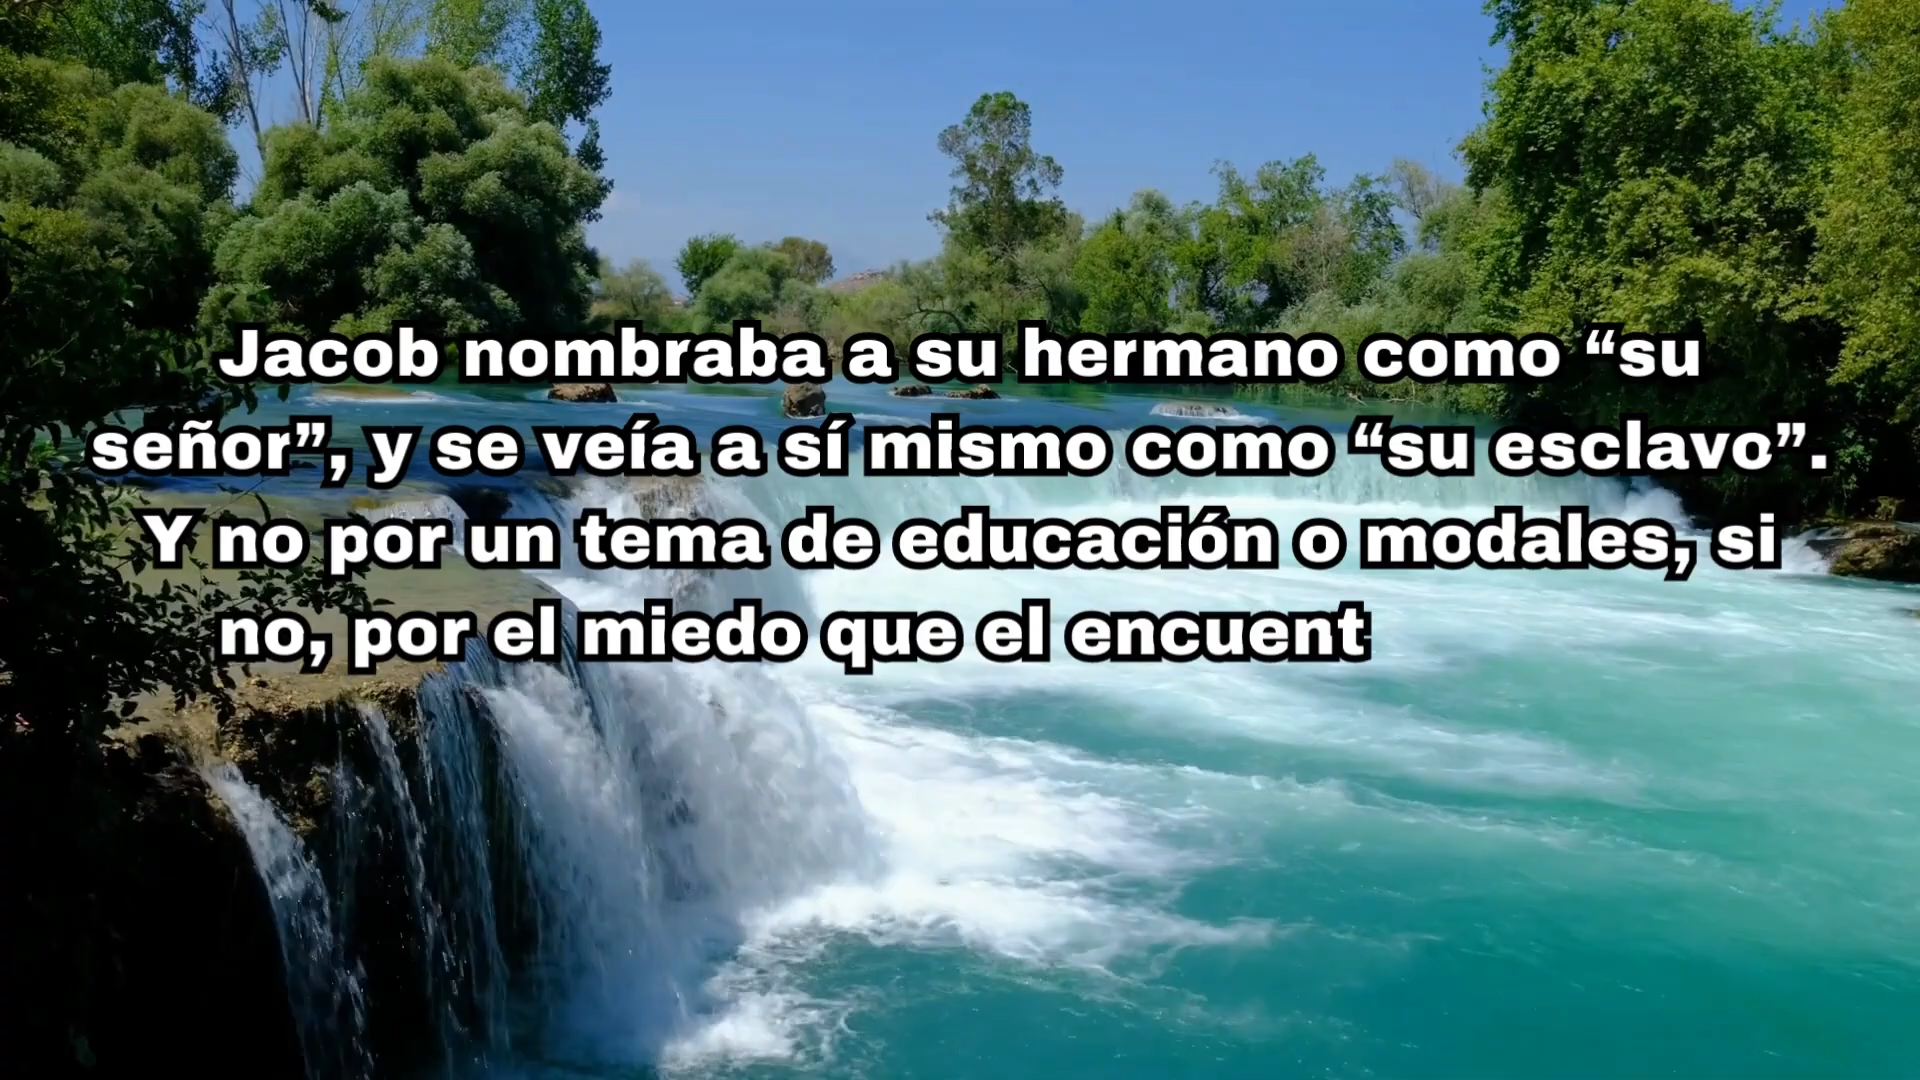 Jacob nombraba a su hermano como “su
señor”, y se veía a sí mismo como “su esclavo”.
Y no por un tema de educación o modales, si
no, por el miedo que el encuent